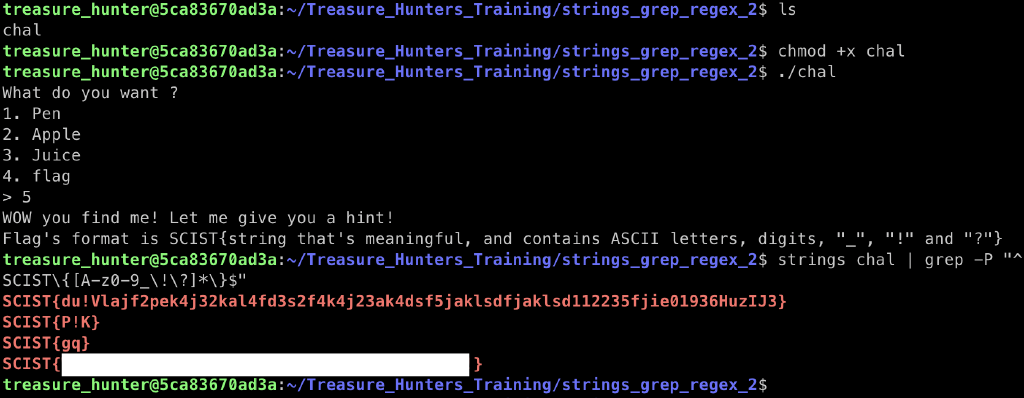 treasure_hunter@5ca83670ad3a:~/Treasure_Hunters_Training/strings_grep_regex_2$ ls
chal
treasure_hunter@5ca83670ad3a:~/Treasure_Hunters_Training/strings_grep_regex_2$ chmod +x chal
treasure_hunter@5ca83670ad3a:~/Treasure_Hunters_Training/strings_grep_regex_2$ ./chal
What do you want ?
1. Pen
2. Apple
3. Juice
4. flag
> 5
WOW you find me! Let me give you a hint!
Flag's format is SCIST{string that's meaningful, and contains ASCII letters, digits, "_", "!" and "?"}
treasure_hunter@5ca83670ad3a:~/Treasure_Hunters_Training/strings_grep_regex_2$ strings chal | grep -P "^
SCIST\{[A-z0-9_\!\?]*\}$"
SCIST{du!Vlajf2pek4j32kal4fd3s2f4k4j23ak4dsf5jaklsdfjaklsd112235fjie01936HuzIJ3}
SCIST{P!K}
SCIST{gq}
SCIST{ }
treasure_hunter@5ca83670ad3a:~/Treasure_Hunters_Training/strings_grep_regex_2$